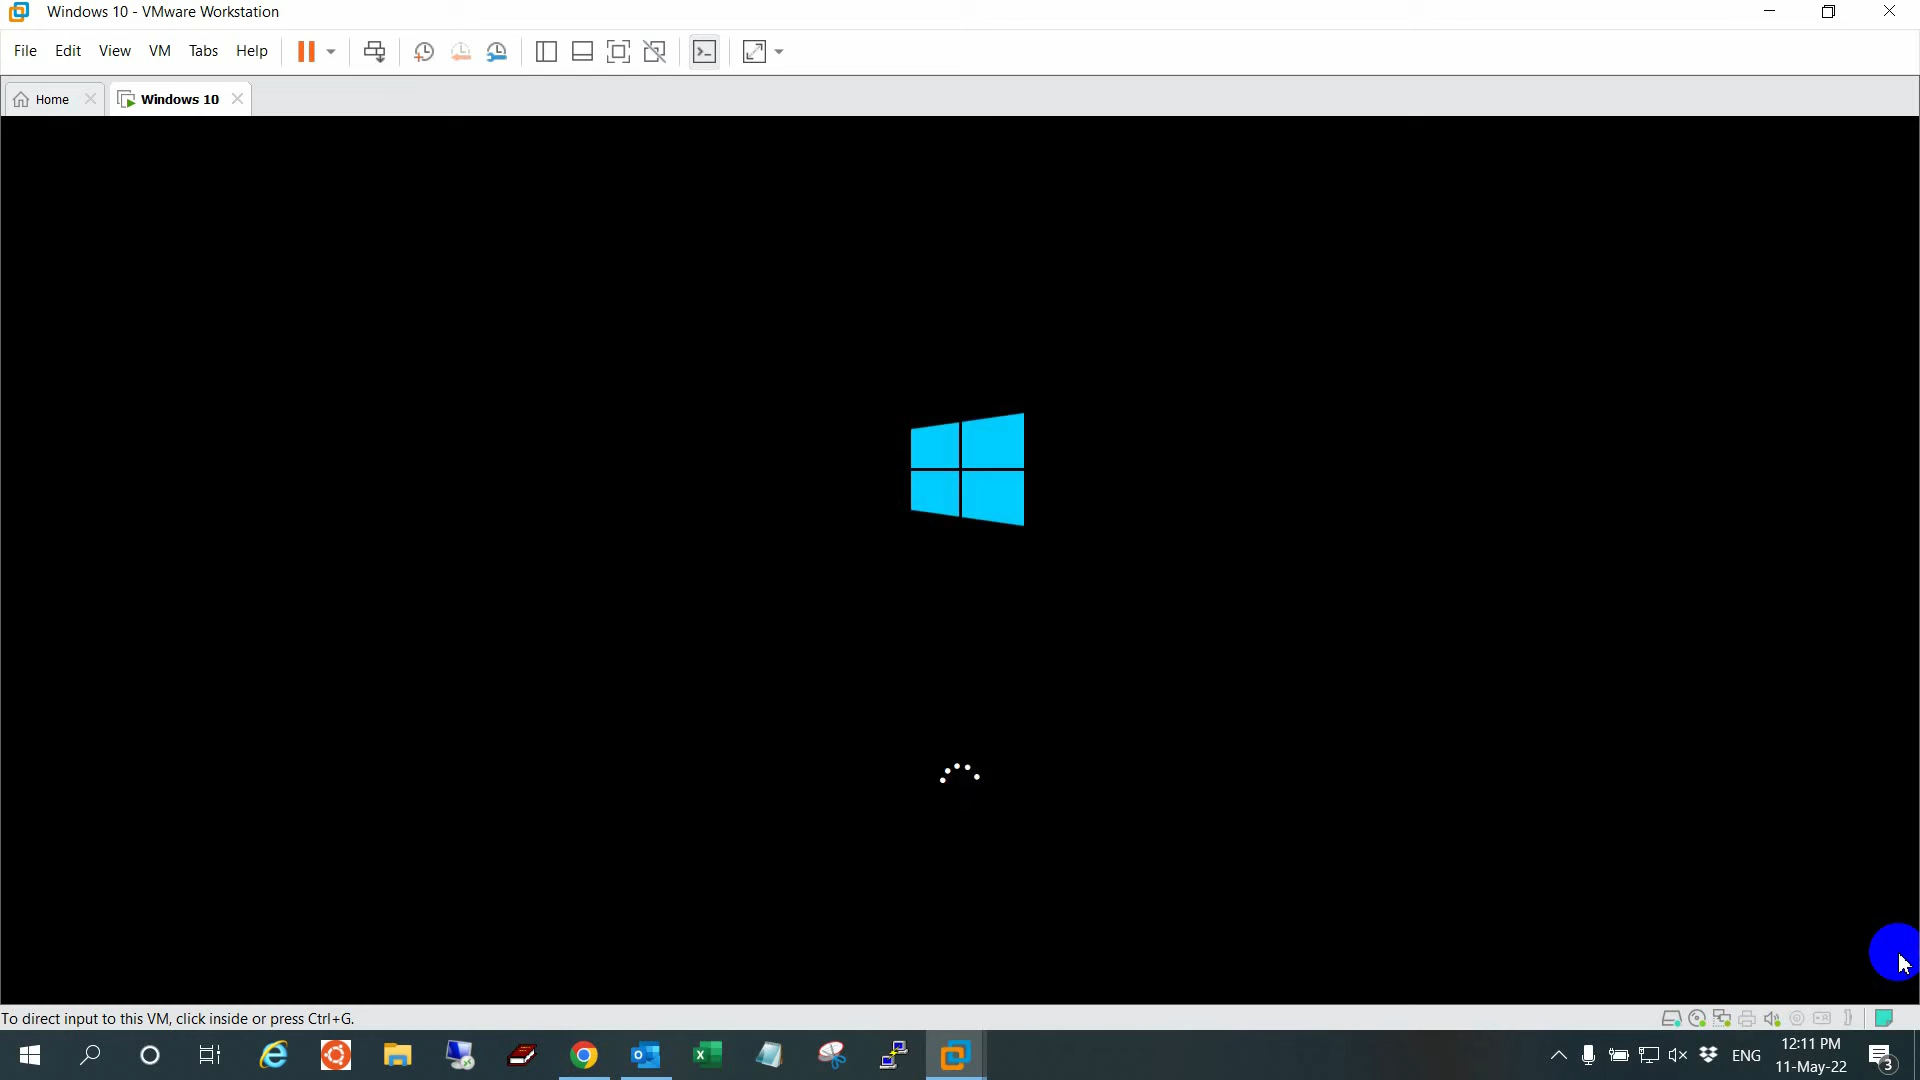 Windows 10 - VMware Workstation
File Edit View VM Tabs Help
Home Windows 10
To direct input to this VM, click inside or press Ctrl+G.
ENG
12:11 PM
11-May-22
3